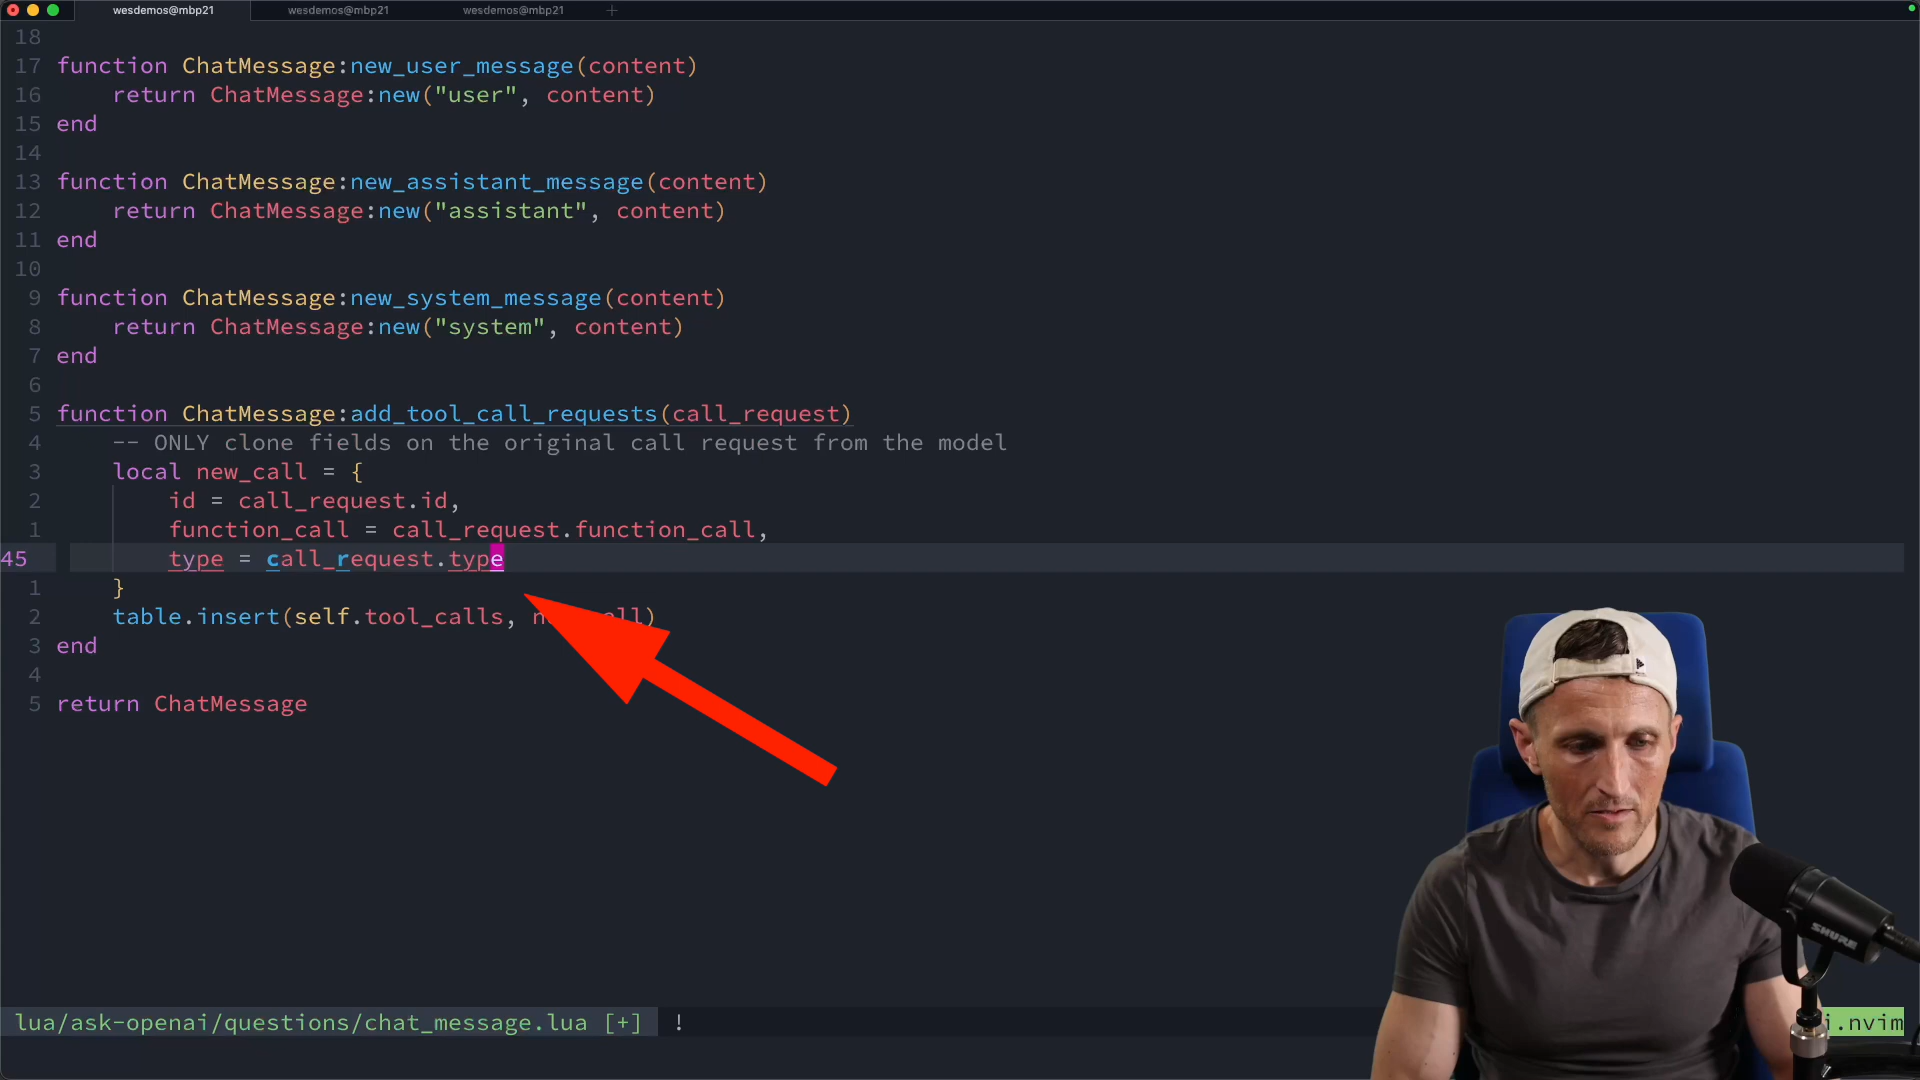 wesdemos@mbp21 wesdemos@mbp21 wesdemos@mbp21 +
18
17 function ChatMessage:new_user_message(content)
16 return ChatMessage:new("user", content)
15 end
14
13 function ChatMessage:new_assistant_message(content)
12 return ChatMessage:new("assistant", content)
11 end
10
9 function ChatMessage:new_system_message(content)
8 return ChatMessage:new("system", content)
7 end
6
5 function ChatMessage:add_tool_call_requests(call_request)
4 -- ONLY clone fields on the original call request from the model
3 local new_call = {
2 id = call_request.id,
1 function_call = call_request.function_call,
45 type = call_request.type
1 }
2 table.insert(self.tool_calls, 
3 end
4
5 return ChatMessage
SHURE
lua/ask-openai/questions/chat_message.lua [+] !
i.nvim